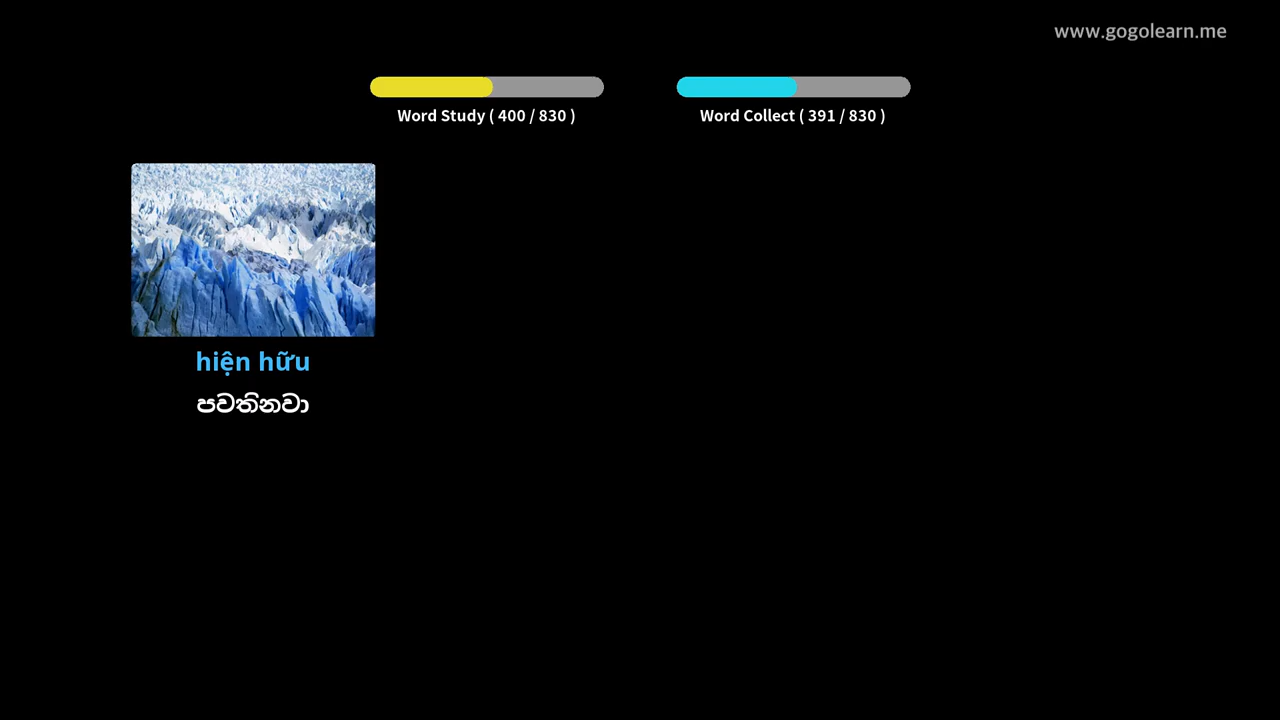 www.gogolearn.me
Word Study ( 400 / 830 )
Word Collect ( 391 / 830 )
hiện hữu
පවතිනවා